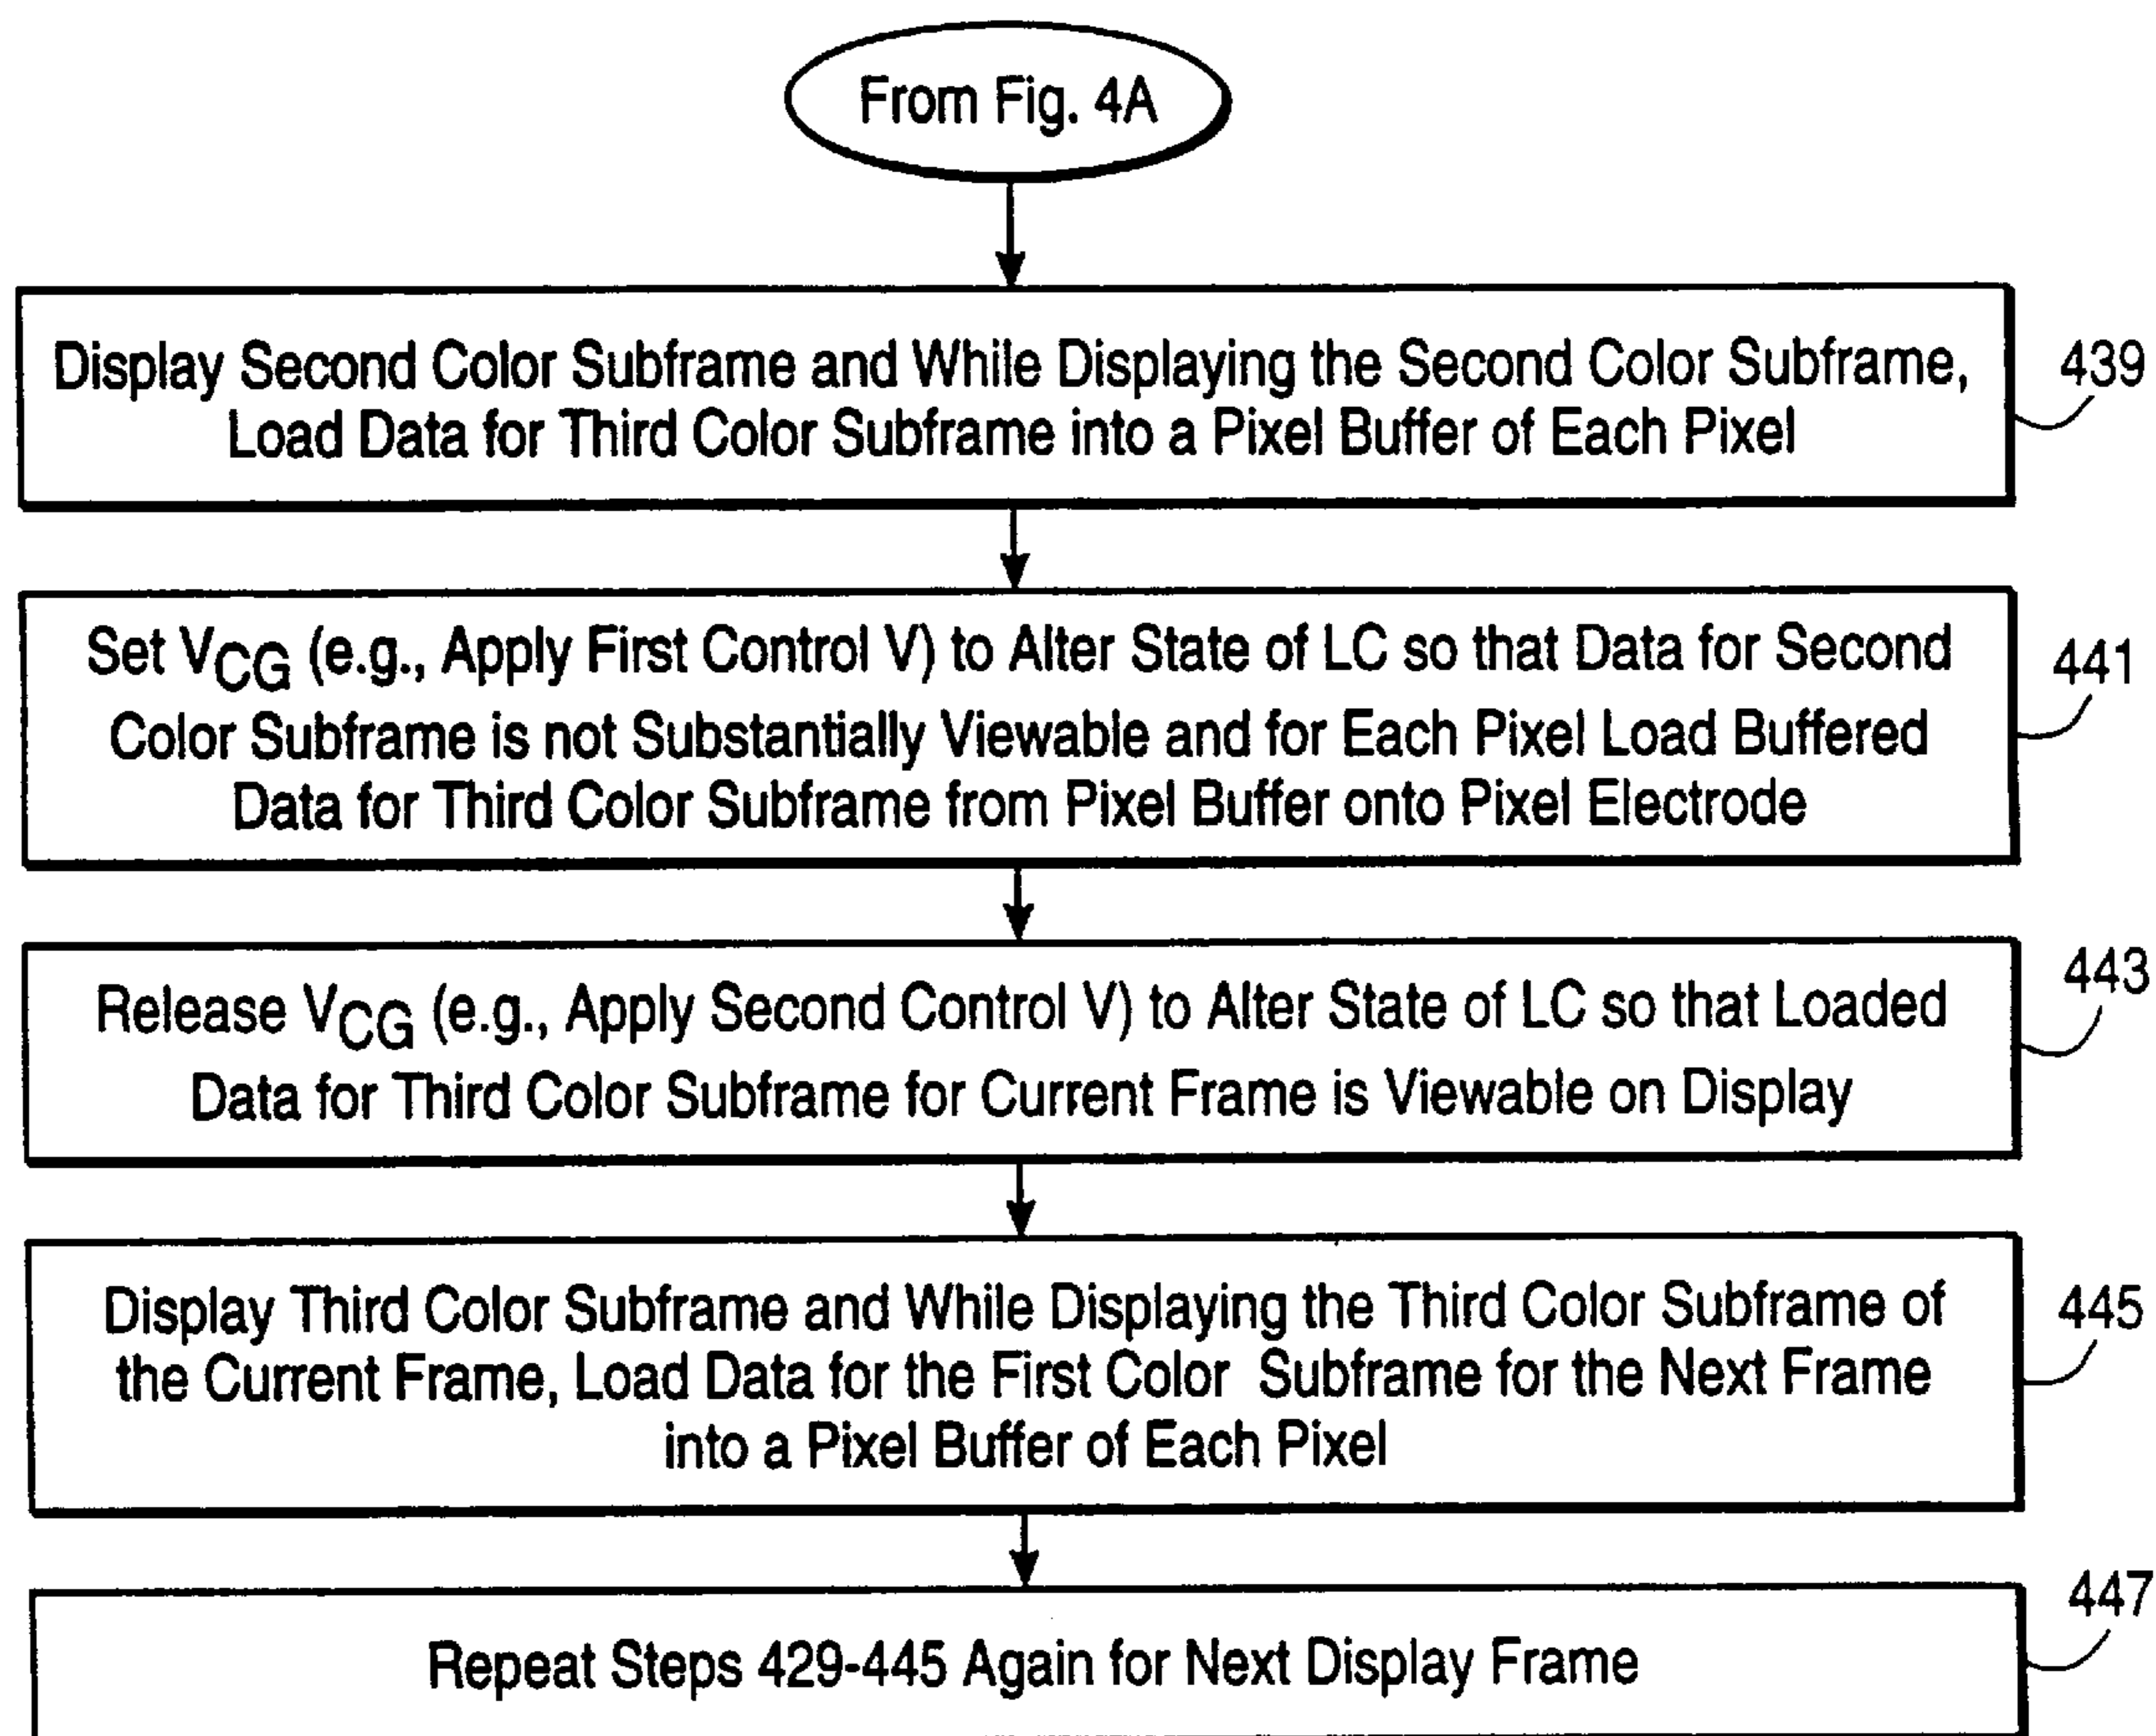 From Fig. 4A
Display Second Color Subframe and While Displaying the Second Color Subframe,
Load Data for Third Color Subframe into a Pixel Buffer of Each Pixel
439
Set VCG (e.g., Apply First Control V) to Alter State of LC so that Data for Second
Color Subframe is not Substantially Viewable and for Each Pixel Load Buffered
Data for Third Color Subframe from Pixel Buffer onto Pixel Electrode
441
Release VCG (e.g., Apply Second Control V) to Alter State of LC so that Loaded
Data for Third Color Subframe for Current Frame is Viewable on Display
443
Display Third Color Subframe and While Displaying the Third Color Subframe of
the Current Frame, Load Data for the First Color Subframe for the Next Frame
into a Pixel Buffer of Each Pixel
445
Repeat Steps 429-445 Again for Next Display Frame
447